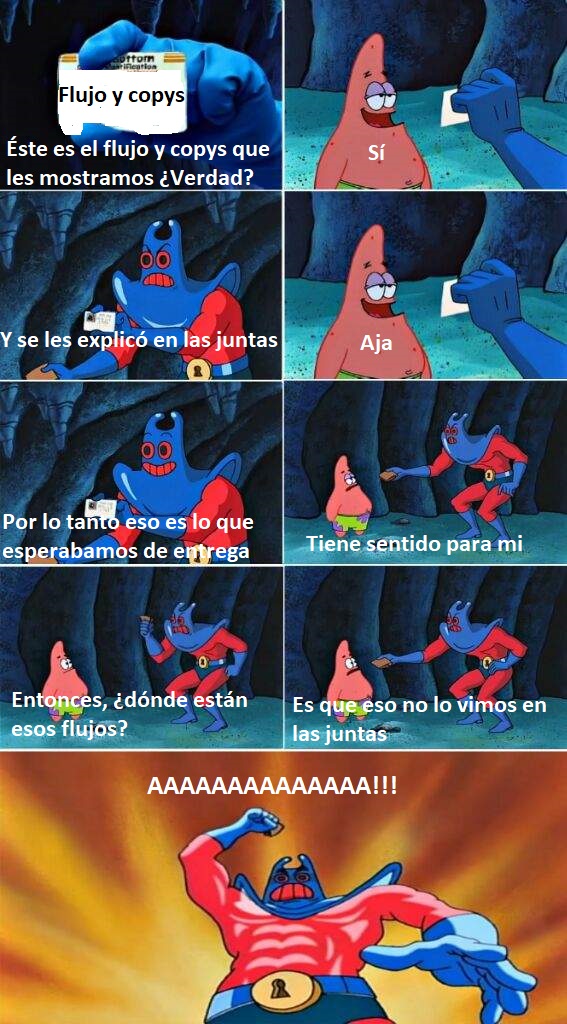 Bottom
Identification
Flujo y copys
Éste es el flujo y copys que
les mostramos ¿Verdad?
Sí
Y se les explicó en las juntas
Aja
Por lo tanto eso es lo que
esperabamos de entrega
Tiene sentido para mi
Entonces, ¿dónde están
esos flujos?
Es que eso no lo vimos en
las juntas
AAAAAAAAAAAAAA!!!